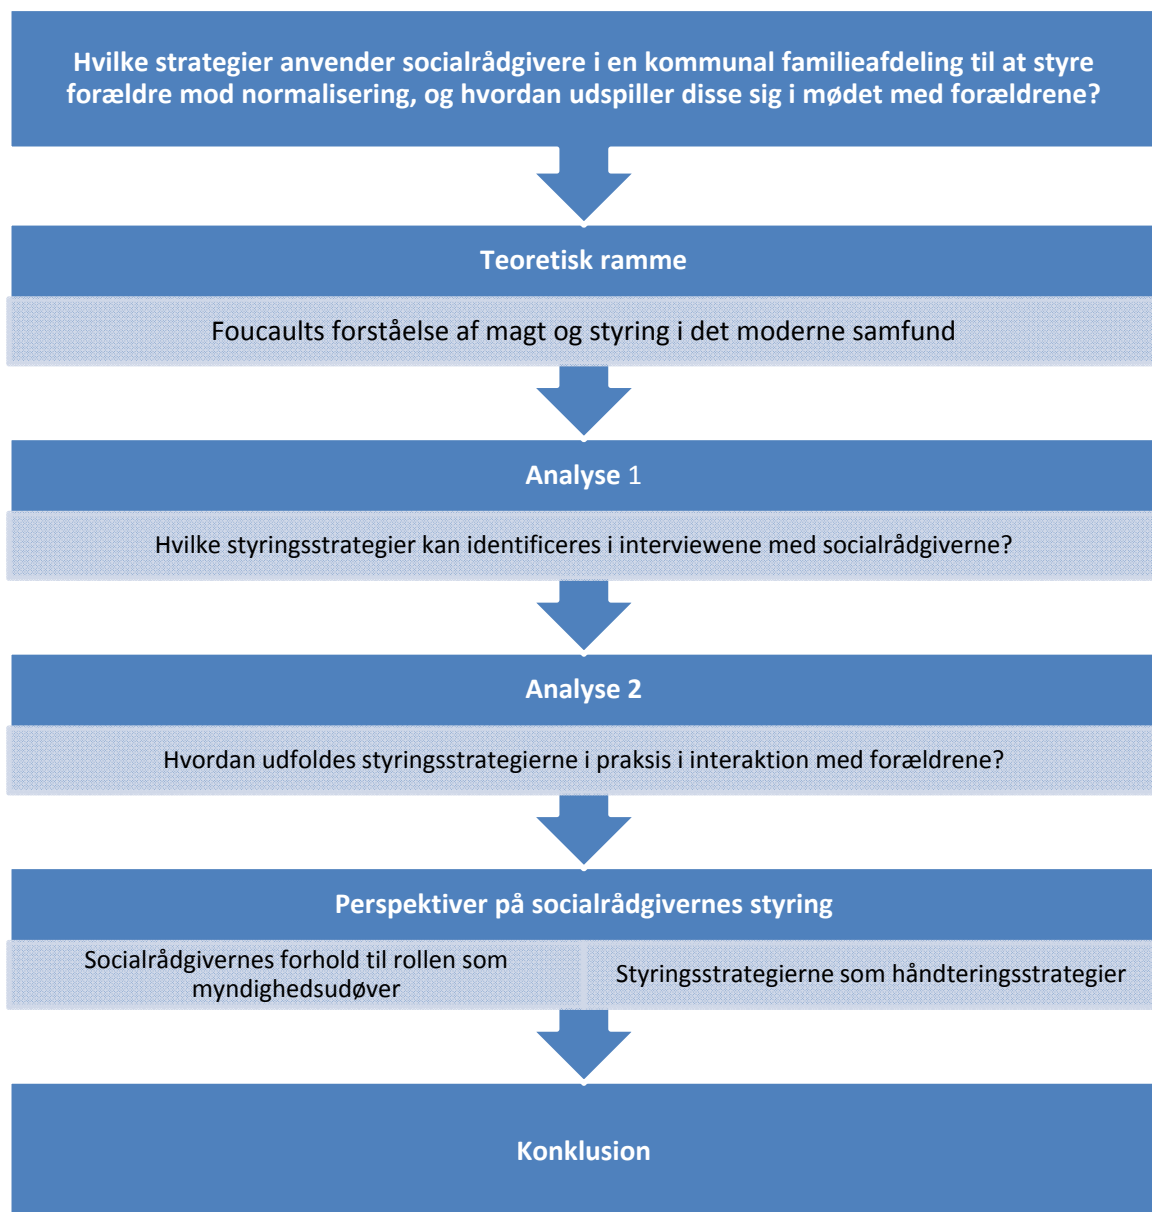 Hvilke strategier anvender socialrådgivere i en kommunal familieafdeling til at styre
forældre mod normalisering, og hvordan udspiller disse sig i mødet med forældrene?
Teoretisk ramme
Foucaults forståelse af magt og styring i det moderne samfund
Analyse 1
Hvilke styringsstrategier kan identificeres i interviewene med socialrådgiverne?
Analyse 2
Hvordan udfoldes styringsstrategierne i praksis i interaktion med forældrene?
Perspektiver på socialrådgivernes styring
Socialrådgivernes forhold til rollen som
myndighedsudøver
Styringsstrategierne som håndteringsstrategier
Konklusion